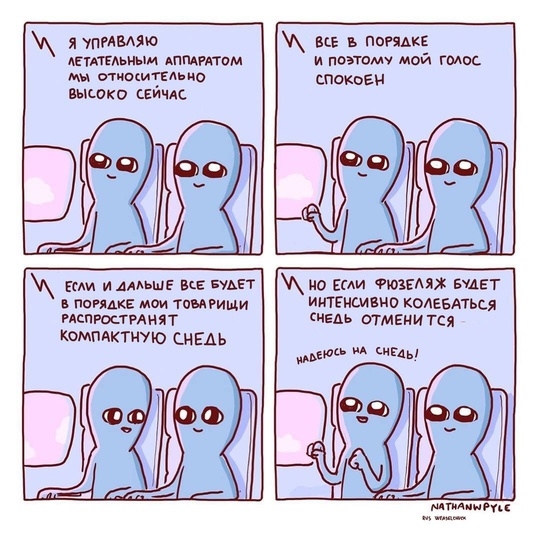 Я УПРАВЛЯЮ
ЛЕТАТЕЛЬНЫМ АППАРАТОМ
МЫ ОТНОСИТЕЛЬНО
ВЫСОКО СЕЙЧАС
ВСЕ В ПОРЯДКЕ
И ПОЭТОМУ МОЙ ГОЛОС
СПОКОЕН
ЕСЛИ И ДАЛЬШЕ ВСЕ БУДЕТ
В ПОРЯДКЕ МОИ ТОВАРИЩИ
РАСПРОСТРАНЯТ
КОМПАКТНУЮ СНЕДЬ
НО ЕСЛИ ФЮЗЕЛЯЖ БУДЕТ
ИНТЕНСИВНО КОЛЕБАТЬСЯ
СНЕДЬ ОТМЕНИТСЯ
НАДЕЮСЬ НА СНЕДЬ!
NATHANWPYLE